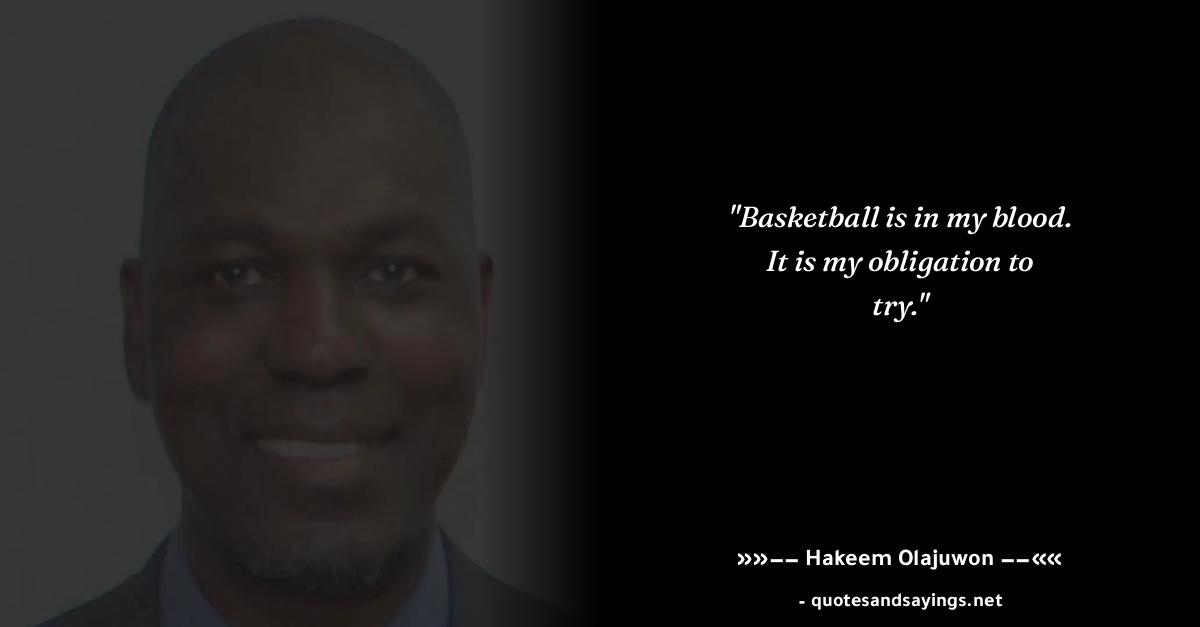 "Basketball is in my blood.
It is my obligation to
try."
»»−− Hakeem Olajuwon −−««
- quotesandsayings.net